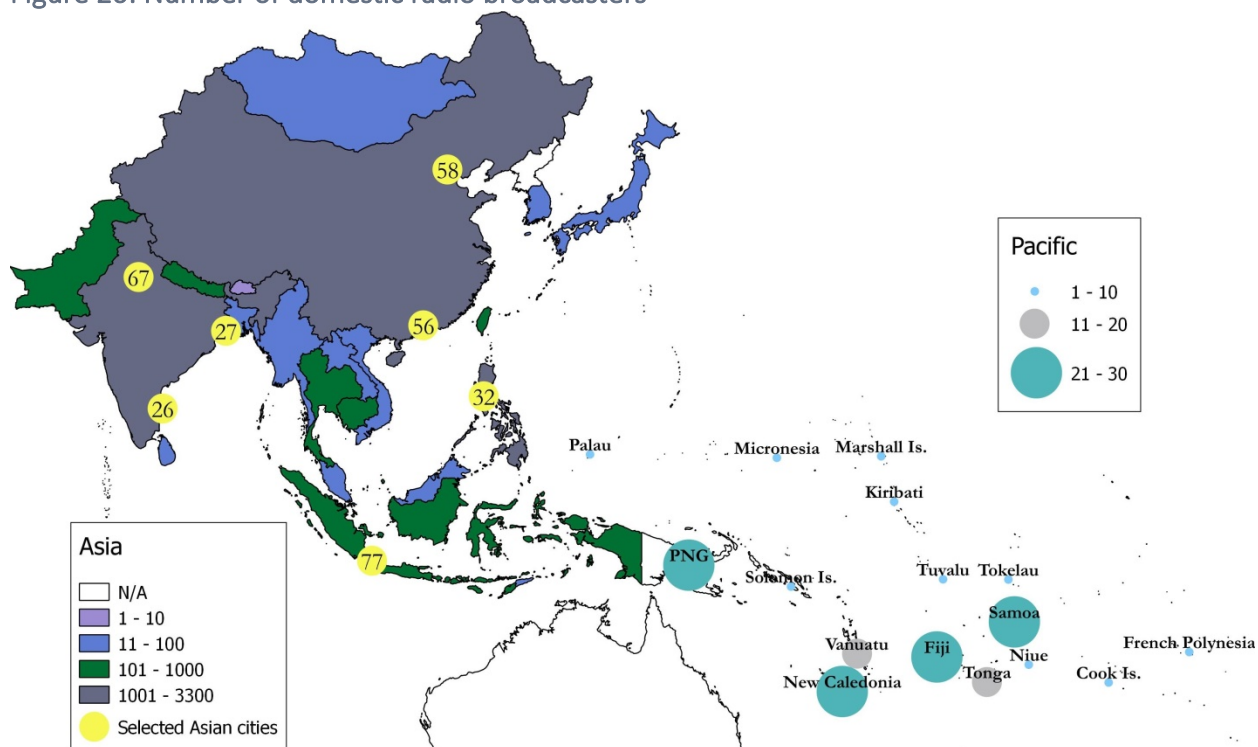 Figure 20: Number of domestic radio broadcasters
58
67
27
56
26
32
77
Pacific
1 - 10
11 - 20
21 - 30
Palau
Micronesia
Marshall Is.
Kiribati
PNG
Solomon Is.
Tuvalu
Tokelau
Samoa
Vanuatu
Fiji
Niue
French Polynesia
New Caledonia
Tonga
Cook Is.
Asia
N/A
1 - 10
11 - 100
101 - 1000
1001 - 3300
Selected Asian cities